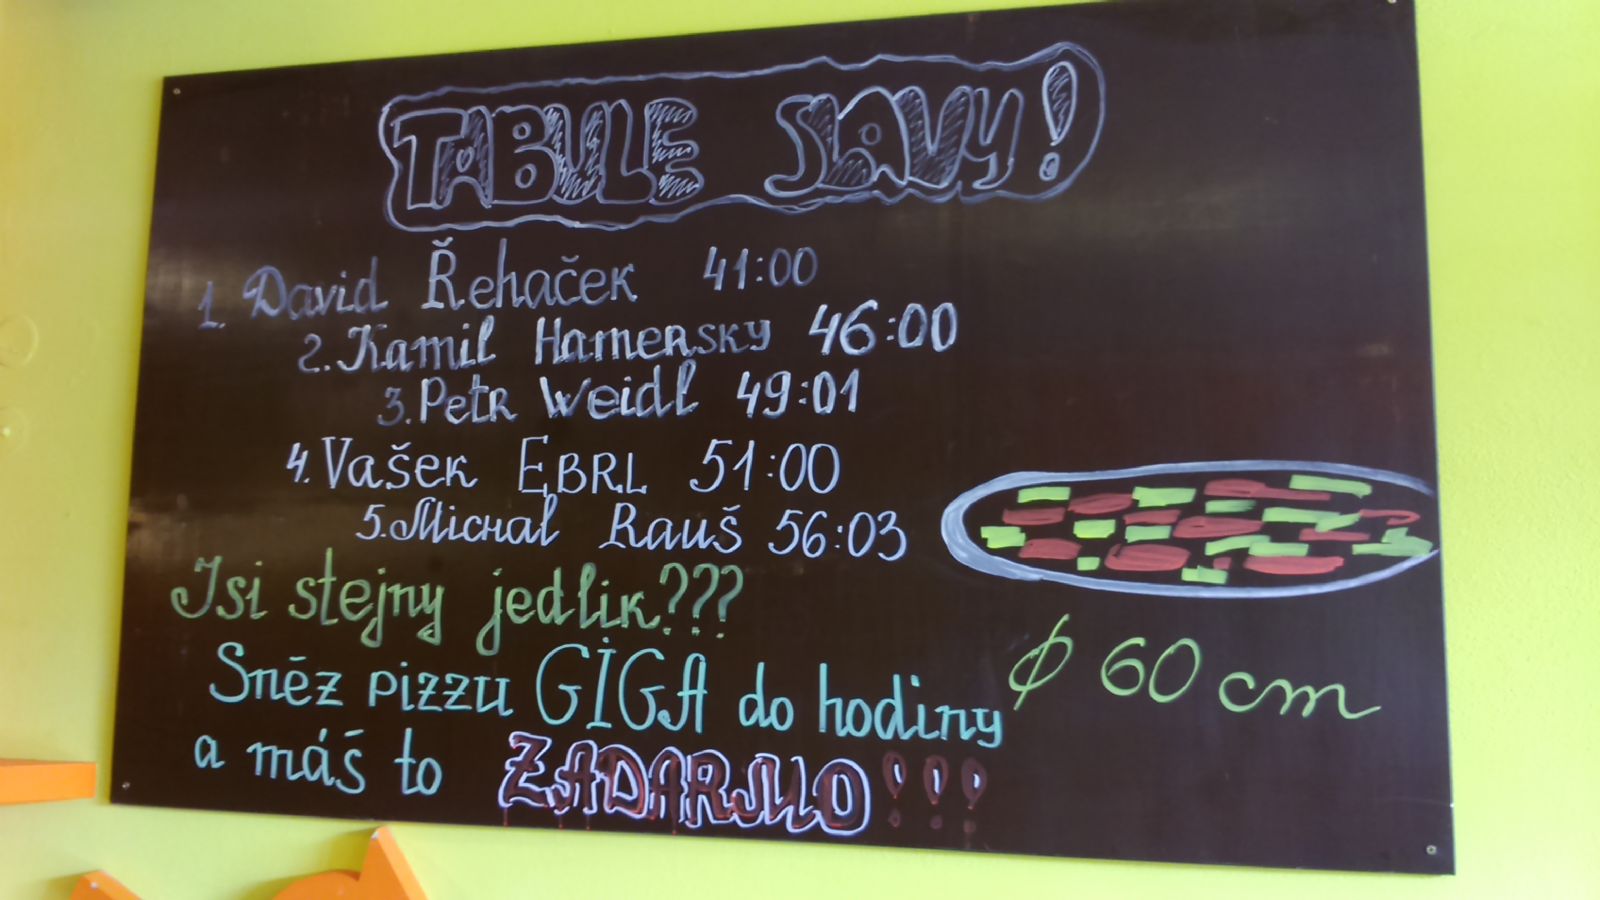 TABULE SLAVY!
1. David Řehaček 41:00
2. Kamil Hamersky 46:00
3. Petr Weidl 49:01
4. Vašek EBRL 51:00
5. Michal Rauš 56:03
Jsi stejny jedlik???
Sněz pizzu GIGA do hodiny
a máš to ZADARMO!!!
ϕ 60 cm